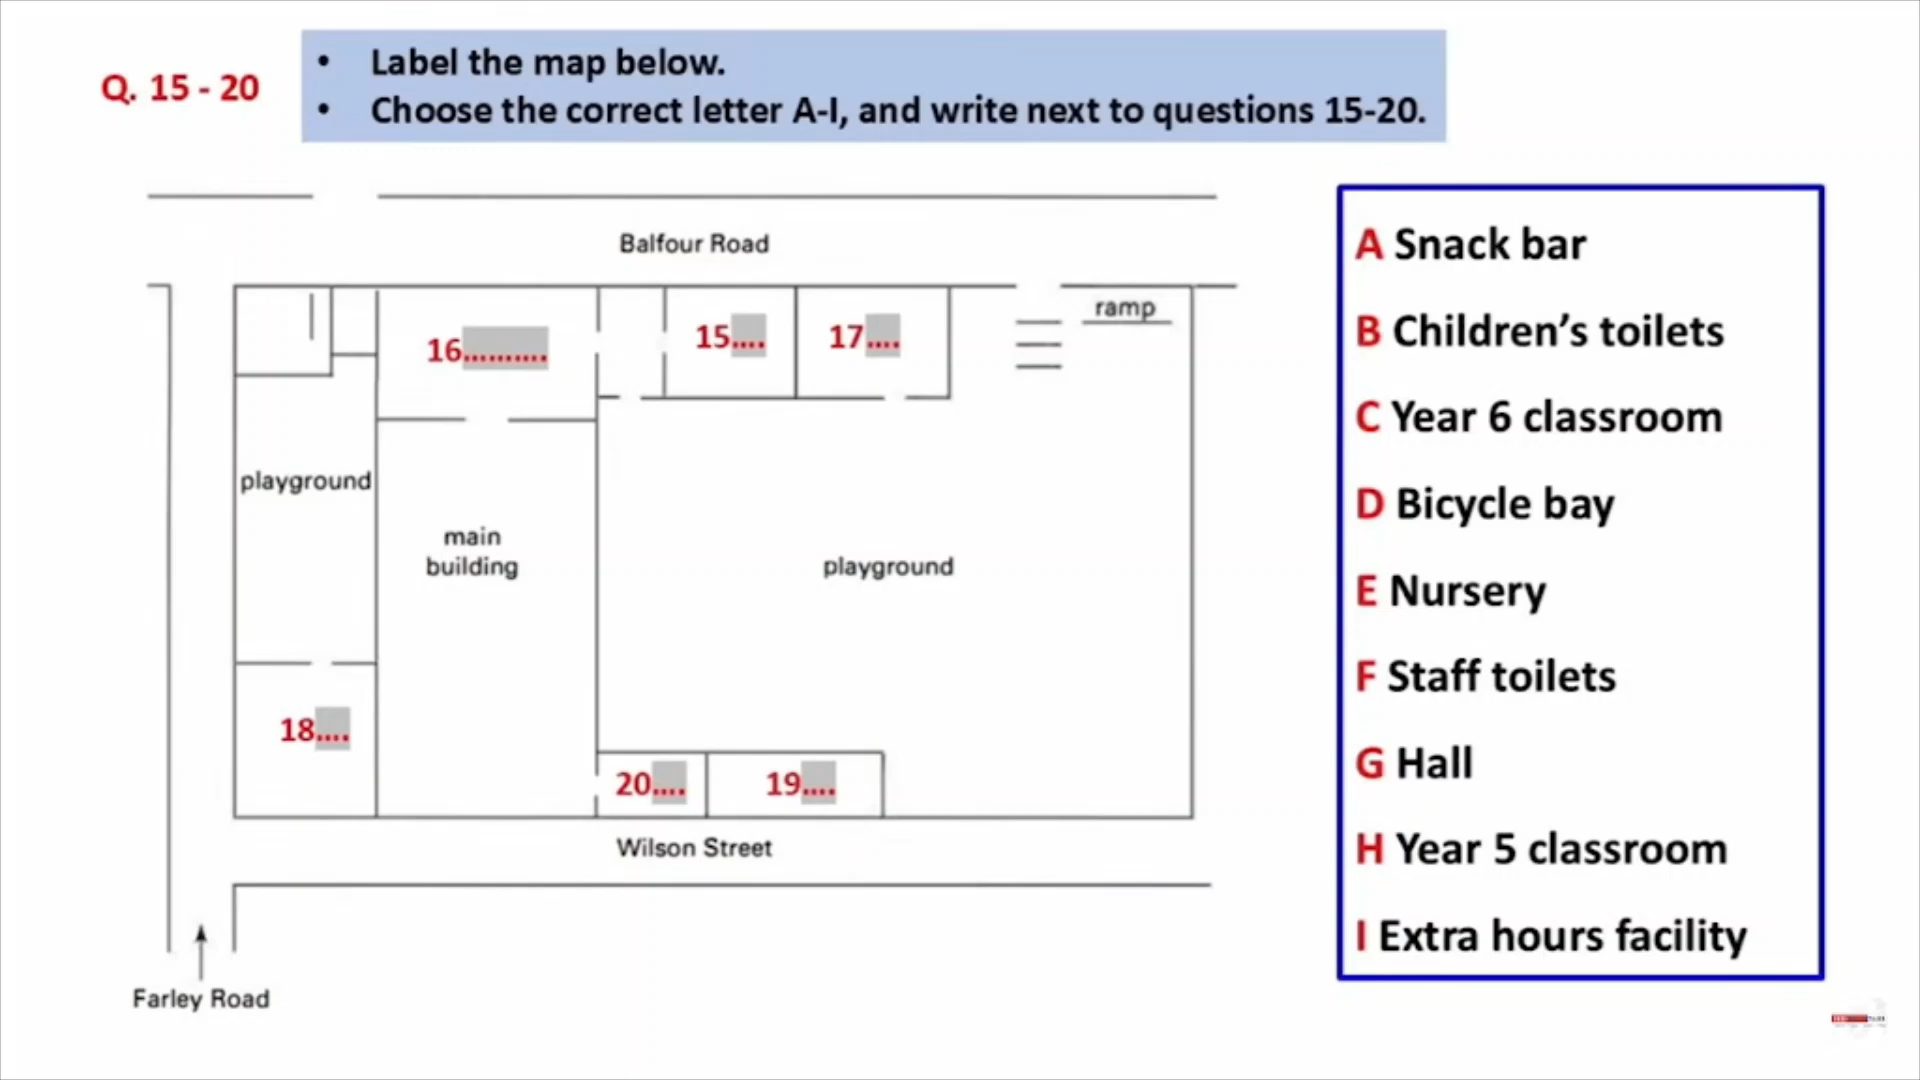 Q. 15 - 20
• Label the map below.
• Choose the correct letter A-I, and write next to questions 15-20.
Balfour Road
ramp
16..........
15....
17....
playground
main
building
playground
18....
20....
19....
Wilson Street
Farley Road
A Snack bar
B Children’s toilets
C Year 6 classroom
D Bicycle bay
E Nursery
F Staff toilets
G Hall
H Year 5 classroom
I Extra hours facility